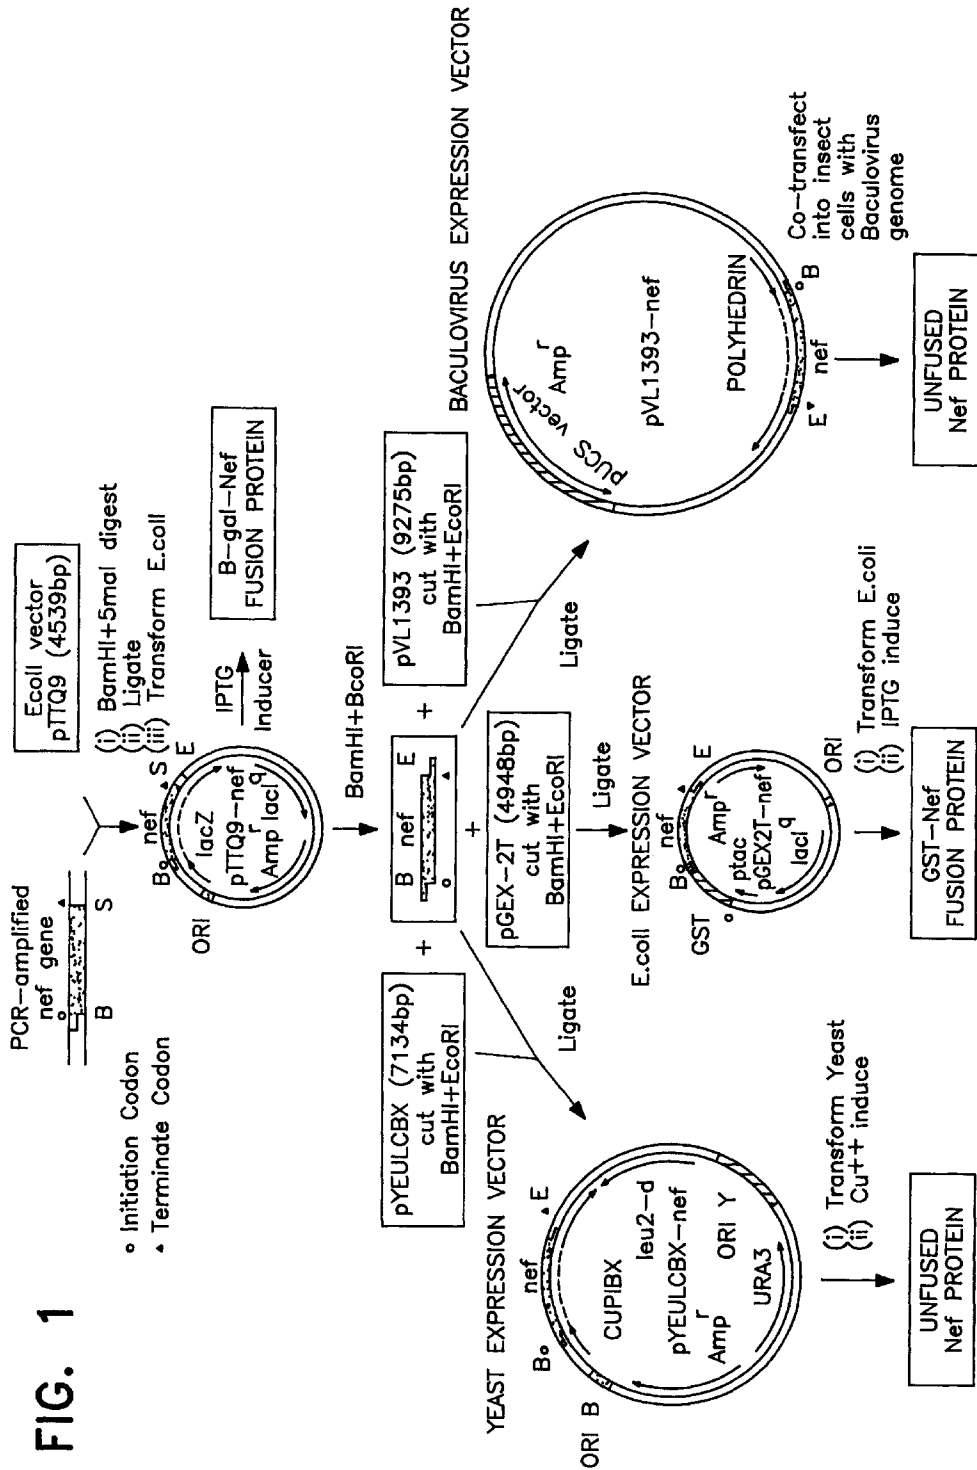 FIG. 1
PCR-amplified
nef gene
B
S
° Initiation Codon
▲ Terminate Codon
Ecoll vector
pTTQ9 (4539bp)
(i) BamHI+5mal digest
(ii) Ligate
(iii) Transform E.coll
B° nef ▲ S E
ORI
lacZ
pTTQ9-nef
Amp r lacI q
IPTG
Inducer
B-gal-Nef
FUSION PROTEIN
BamHI+BcoRI
B nef E
+
+
+
pYEULCBX (7134bp)
cut with
BamHI+EcoRI
pGEX-2T (4948bp)
cut with
BamHI+EcoRI
pVL1393 (9275bp)
cut with
BamHI+EcoRI
Ligate
Ligate
Ligate
YEAST EXPRESSION VECTOR
B° nef ▲ E
ORI B
CUPIBX
leu2-d
pYEULCBX-nef
Amp r ORI Y
URA3
(i) Transform Yeast
(ii) Cu++ induce
UNFUSED
Nef PROTEIN
E.coll EXPRESSION VECTOR
B° nef ▲ E
GST
Amp r
ptac
pGEX2T-nef
lacI q
ORI
(i) Transform E.coli
(ii) IPTG induce
GST-Nef
FUSION PROTEIN
BACULOVIRUS EXPRESSION VECTOR
pUCS vector
Amp r
pVL1393-nef
POLYHEDRIN
E▲ nef °B
Co-transfect
into insect
cells with
Baculovirus
genome
UNFUSED
Nef PROTEIN